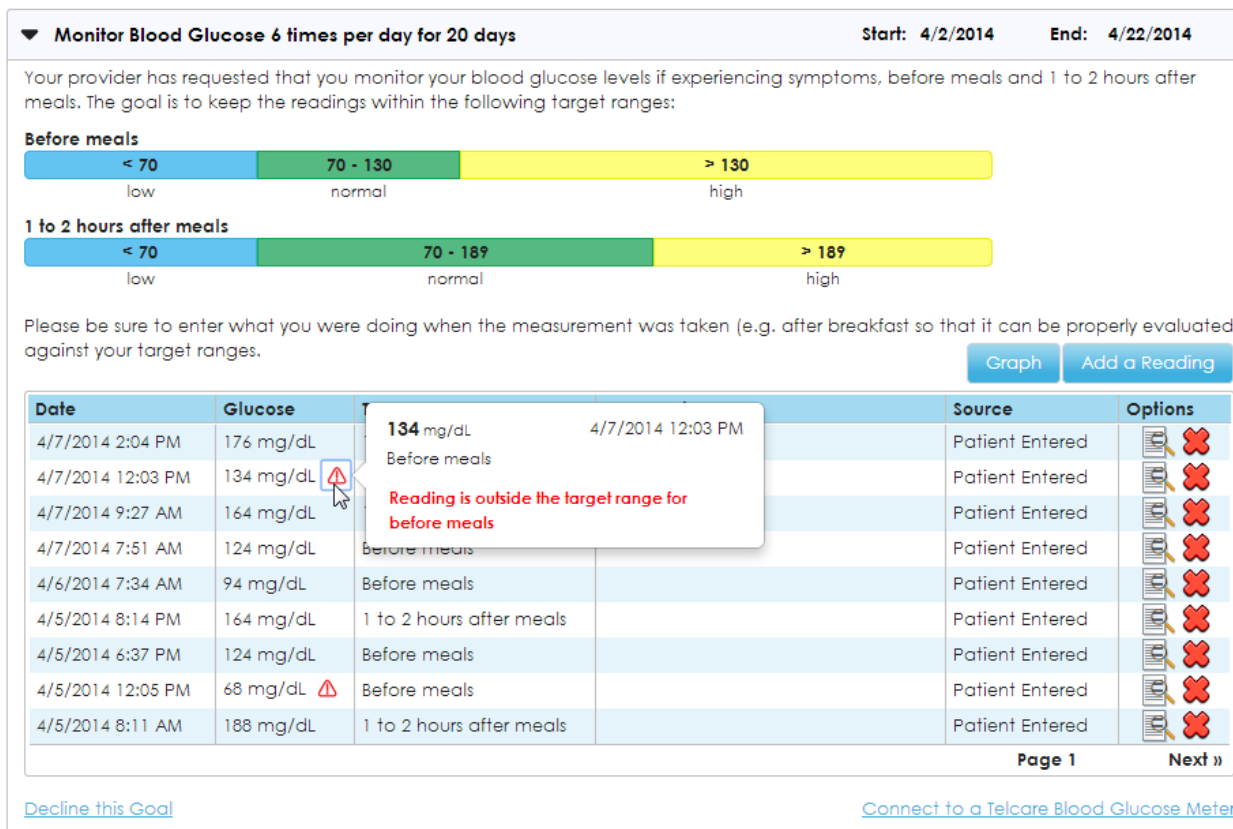 Monitor Blood Glucose 6 times per day for 20 days Start: 4/2/2014 End: 4/22/2014
Your provider has requested that you monitor your blood glucose levels if experiencing symptoms, before meals and 1 to 2 hours after
meals. The goal is to keep the readings within the following target ranges:
Before meals
< 70 70 - 130 > 130
low normal high
1 to 2 hours after meals
< 70 70 - 189 > 189
low normal high
Please be sure to enter what you were doing when the measurement was taken (e.g. after breakfast so that it can be properly evaluated
against your target ranges.
Graph Add a Reading
Date Glucose Source Options
4/7/2014 2:04 PM 176 mg/dL Patient Entered
4/7/2014 12:03 PM 134 mg/dL Patient Entered
4/7/2014 9:27 AM 164 mg/dL Patient Entered
134 mg/dL 4/7/2014 12:03 PM
Before meals
Reading is outside the target range for
before meals
4/7/2014 7:51 AM 124 mg/dL Before meals Patient Entered
4/6/2014 7:34 AM 94 mg/dL Before meals Patient Entered
4/5/2014 8:14 PM 164 mg/dL 1 to 2 hours after meals Patient Entered
4/5/2014 6:37 PM 124 mg/dL Before meals Patient Entered
4/5/2014 12:05 PM 68 mg/dL Before meals Patient Entered
4/5/2014 8:11 AM 188 mg/dL 1 to 2 hours after meals Patient Entered
Page 1 Next »
Decline this Goal Connect to a Telcare Blood Glucose Meter